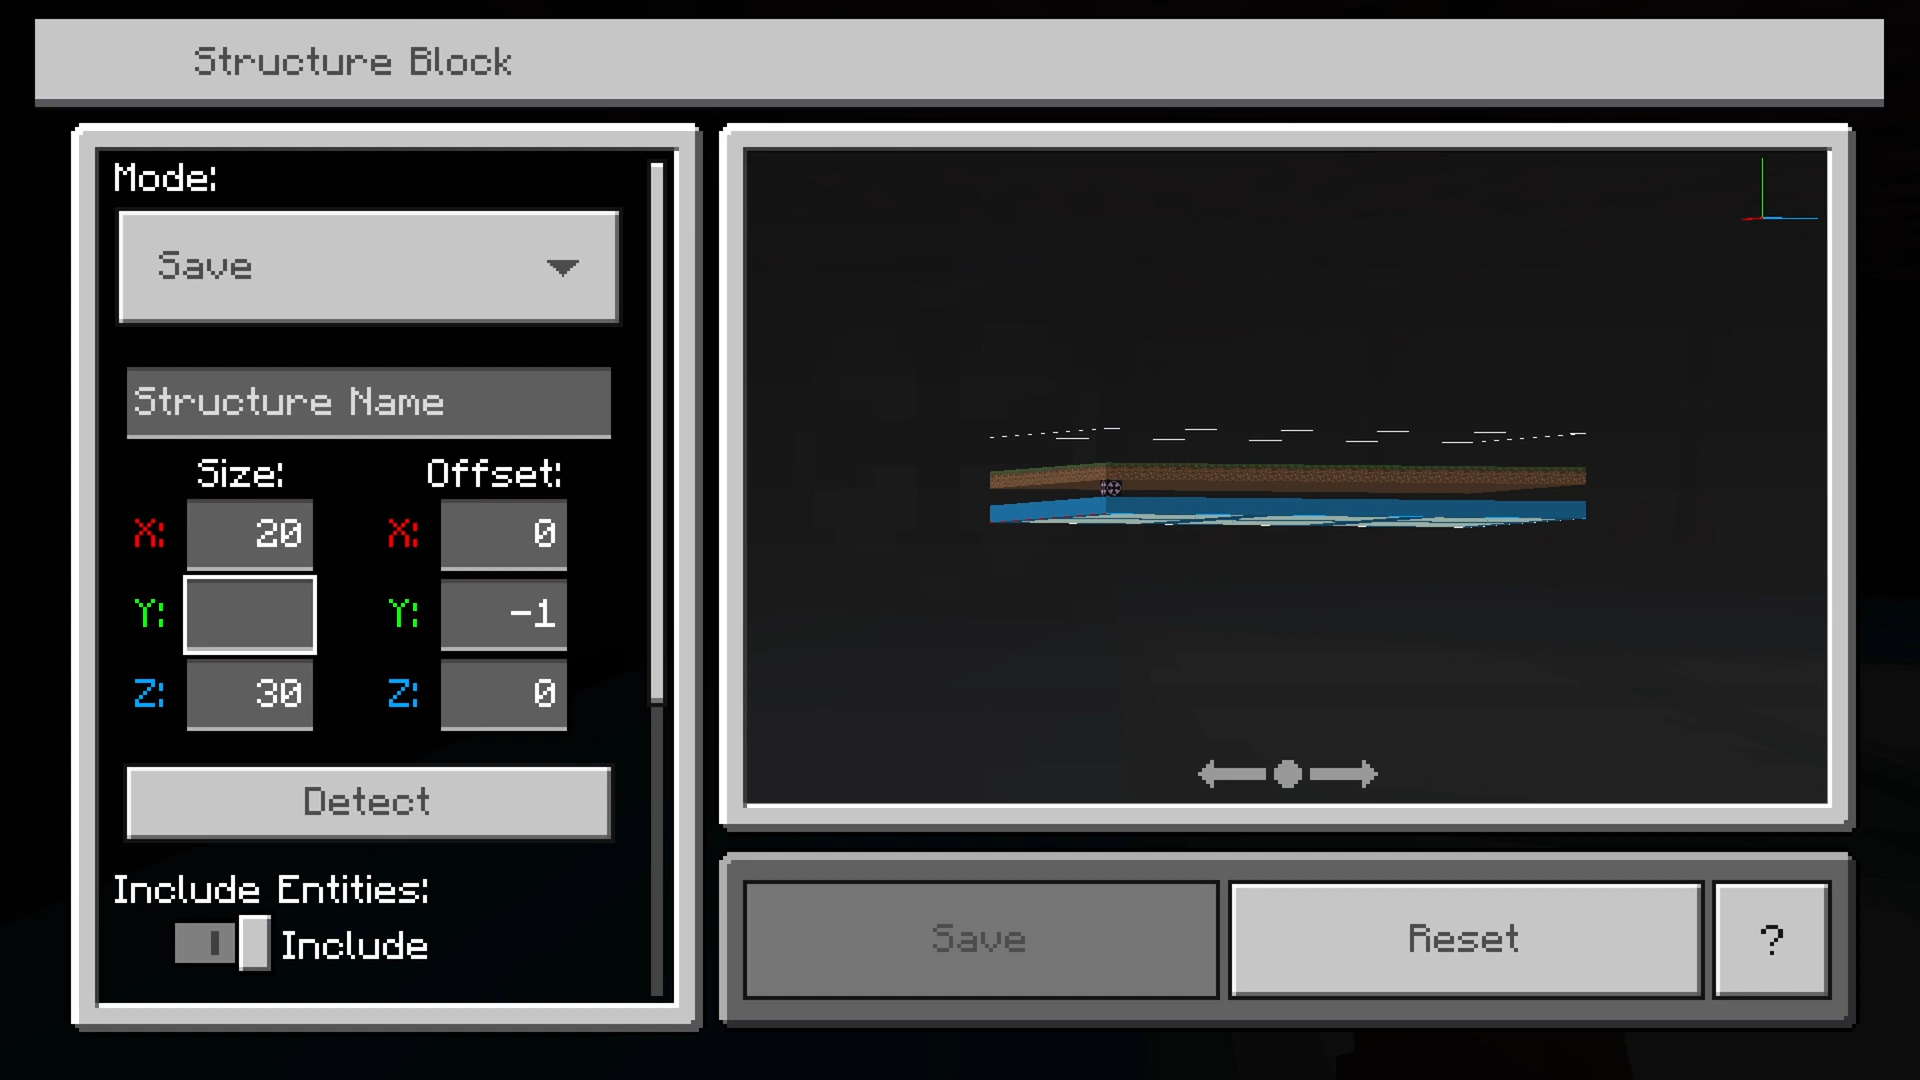 Structure Block
Mode:
Save
Structure Name
Size: Offset:
X: 20 X: 0
Y: Y: -1
Z: 30 Z: 0
Detect
Include Entities:
Include
Save Reset ?